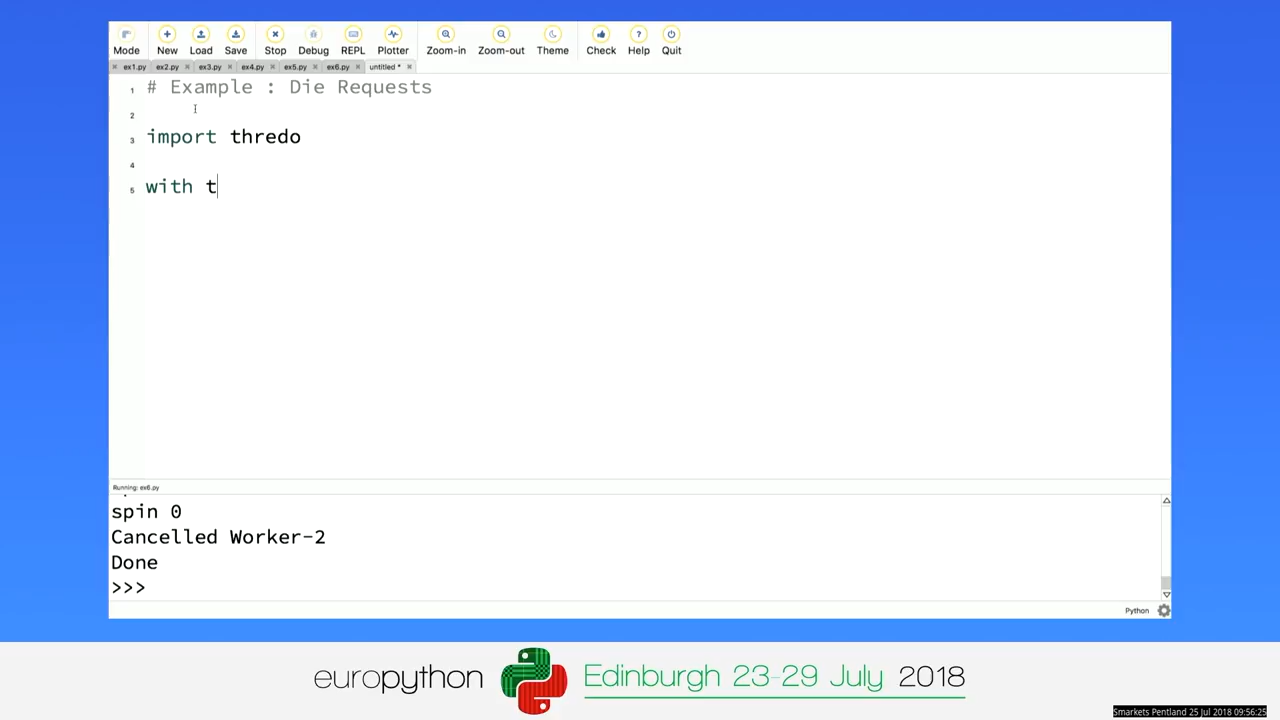 Mode New Load Save Stop Debug REPL Plotter Zoom-in Zoom-out Theme Check Help Quit
ex1.py ex2.py ex3.py ex4.py ex5.py ex6.py untitled *
1 # Example : Die Requests
2
3 import thredo
4
5 with t
Running: ex6.py
spin 0
Cancelled Worker-2
Done
>>>
Python
europython Edinburgh 23-29 July 2018
Smarkets Pentland 25 Jul 2018 09:56:25